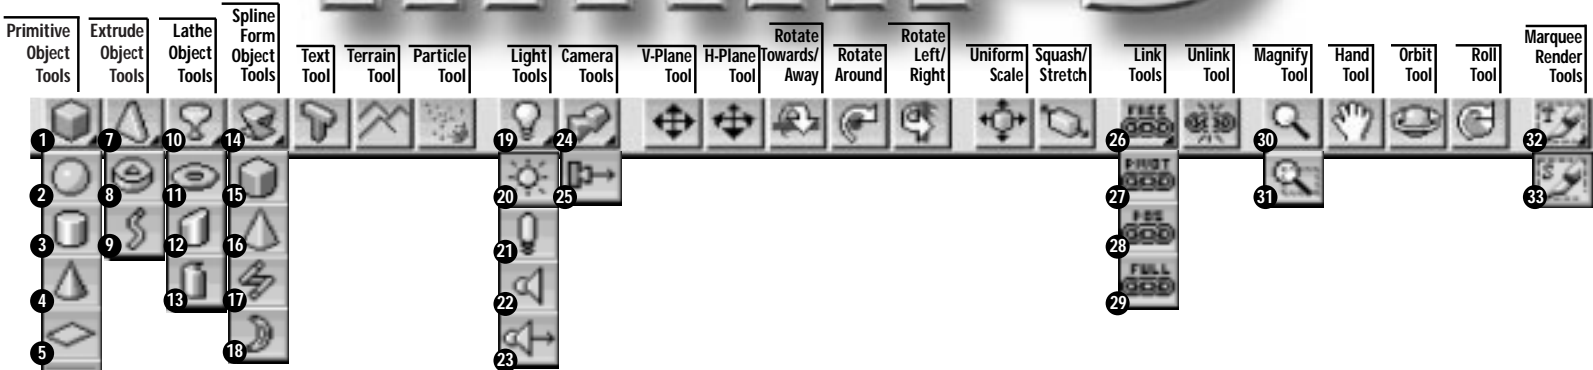 Primitive
Object
Tools
Extrude
Object
Tools
Lathe
Object
Tools
Spline
Form
Object
Tools
Text
Tool
Terrain
Tool
Particle
Tool
Light
Tools
Camera
Tools
V-Plane
Tool
H-Plane
Tool
Rotate
Towards/
Away
Rotate
Around
Rotate
Left/
Right
Uniform
Scale
Squash/
Stretch
Link
Tools
Unlink
Tool
Magnify
Tool
Hand
Tool
Orbit
Tool
Roll
Tool
Marquee
Render
Tools
1 7 10 14 19 24 FREE 26 30 T 32
2 8 11 15 20 25 PIVOT 27 31 S 33
3 9 12 16 21 POS 28
4 13 17 22 FULL 29
5 18 23